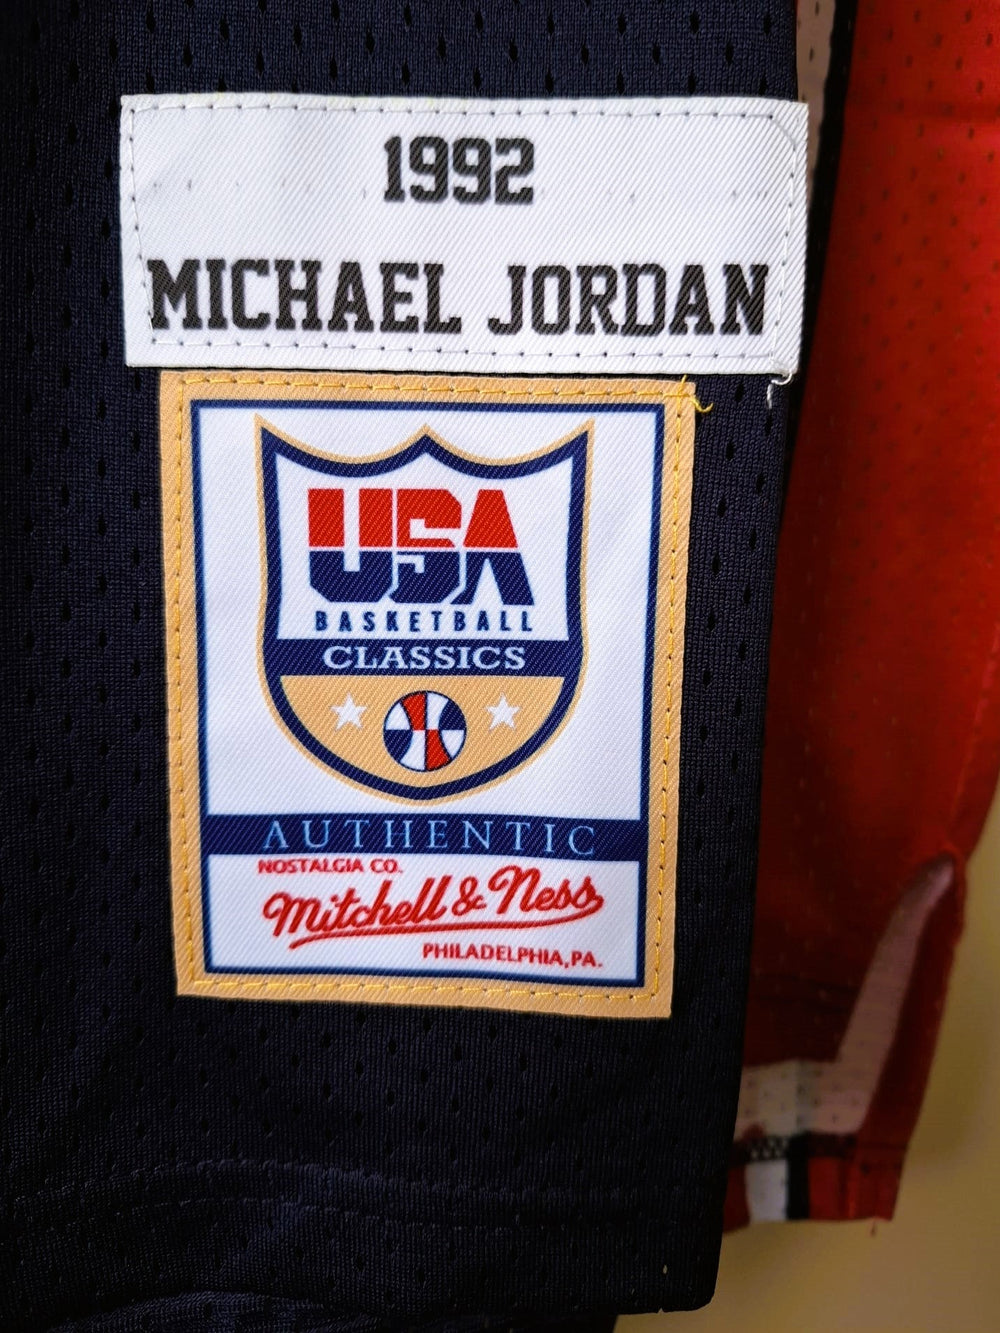 1992
MICHAEL JORDAN
USA
BASKETBALL
CLASSICS
AUTHENTIC
NOSTALGIA CO.
Mitchell & Ness
PHILADELPHIA, PA.